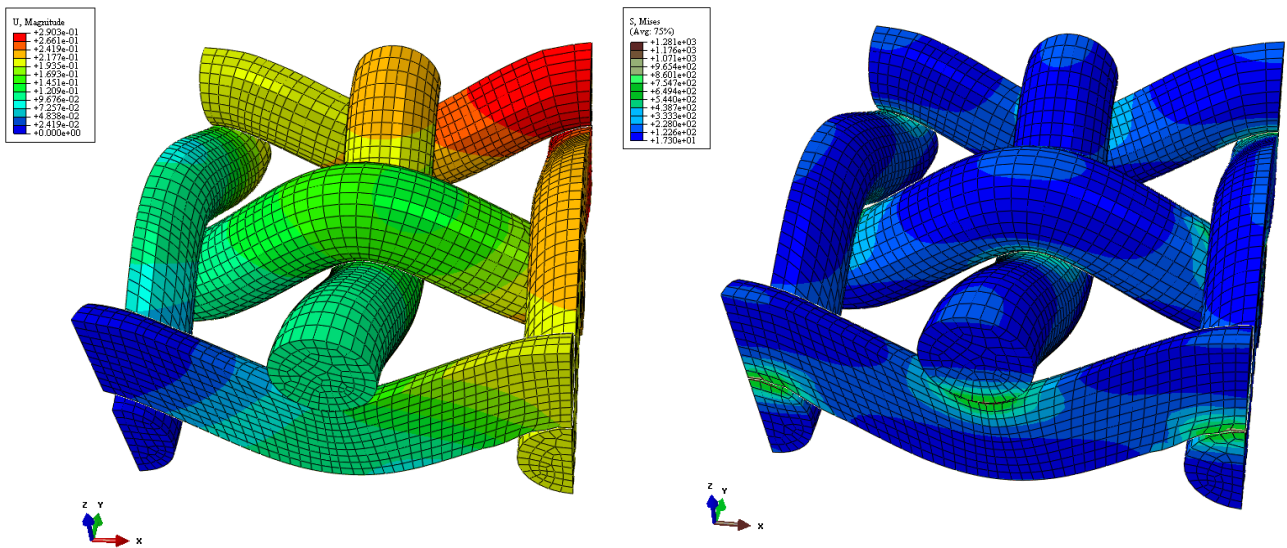 U, Magnitude
+2.903e-01
+2.661e-01
+2.419e-01
+2.177e-01
+1.935e-01
+1.693e-01
+1.451e-01
+1.209e-01
+9.676e-02
+7.257e-02
+4.838e-02
+2.419e-02
+0.000e+00
Z Y
X
S, Mises
(Avg: 75%)
+1.281e+03
+1.176e+03
+1.071e+03
+9.654e+02
+8.601e+02
+7.547e+02
+6.494e+02
+5.440e+02
+4.387e+02
+3.333e+02
+2.280e+02
+1.226e+02
+1.730e+01
Z Y
X